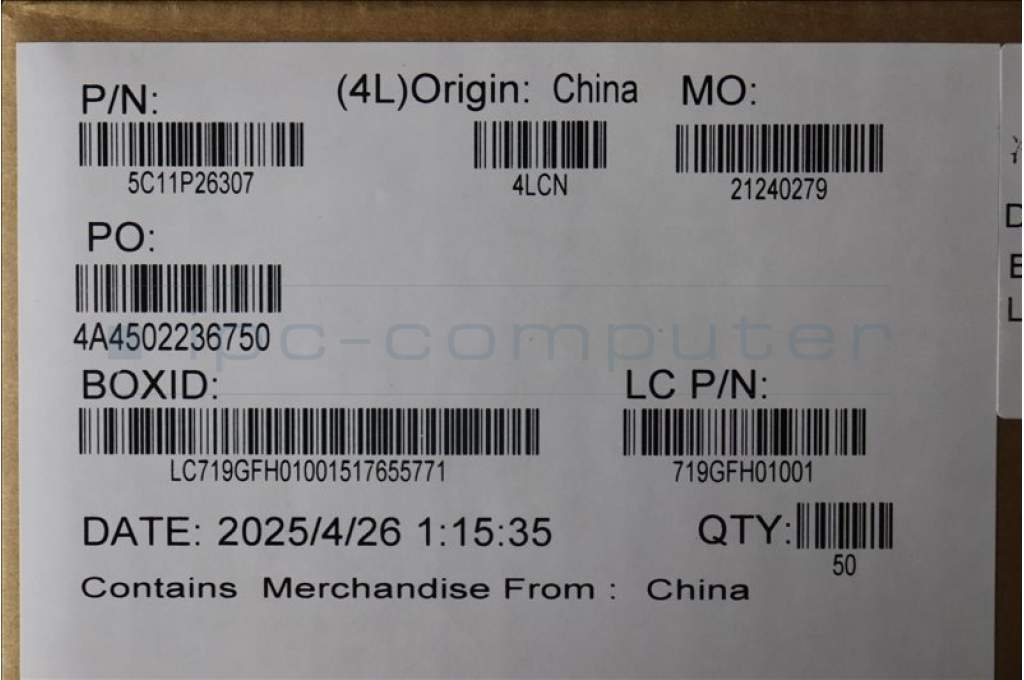 P/N: (4L)Origin: China MO:
5C11P26307 4LCN 21240279
PO:
4A4502236750
ipc-computer
BOXID: LC P/N:
LC719GFH01001517655771 719GFH01001
DATE: 2025/4/26 1:15:35 QTY:
50
Contains Merchandise From : China
D
E
L